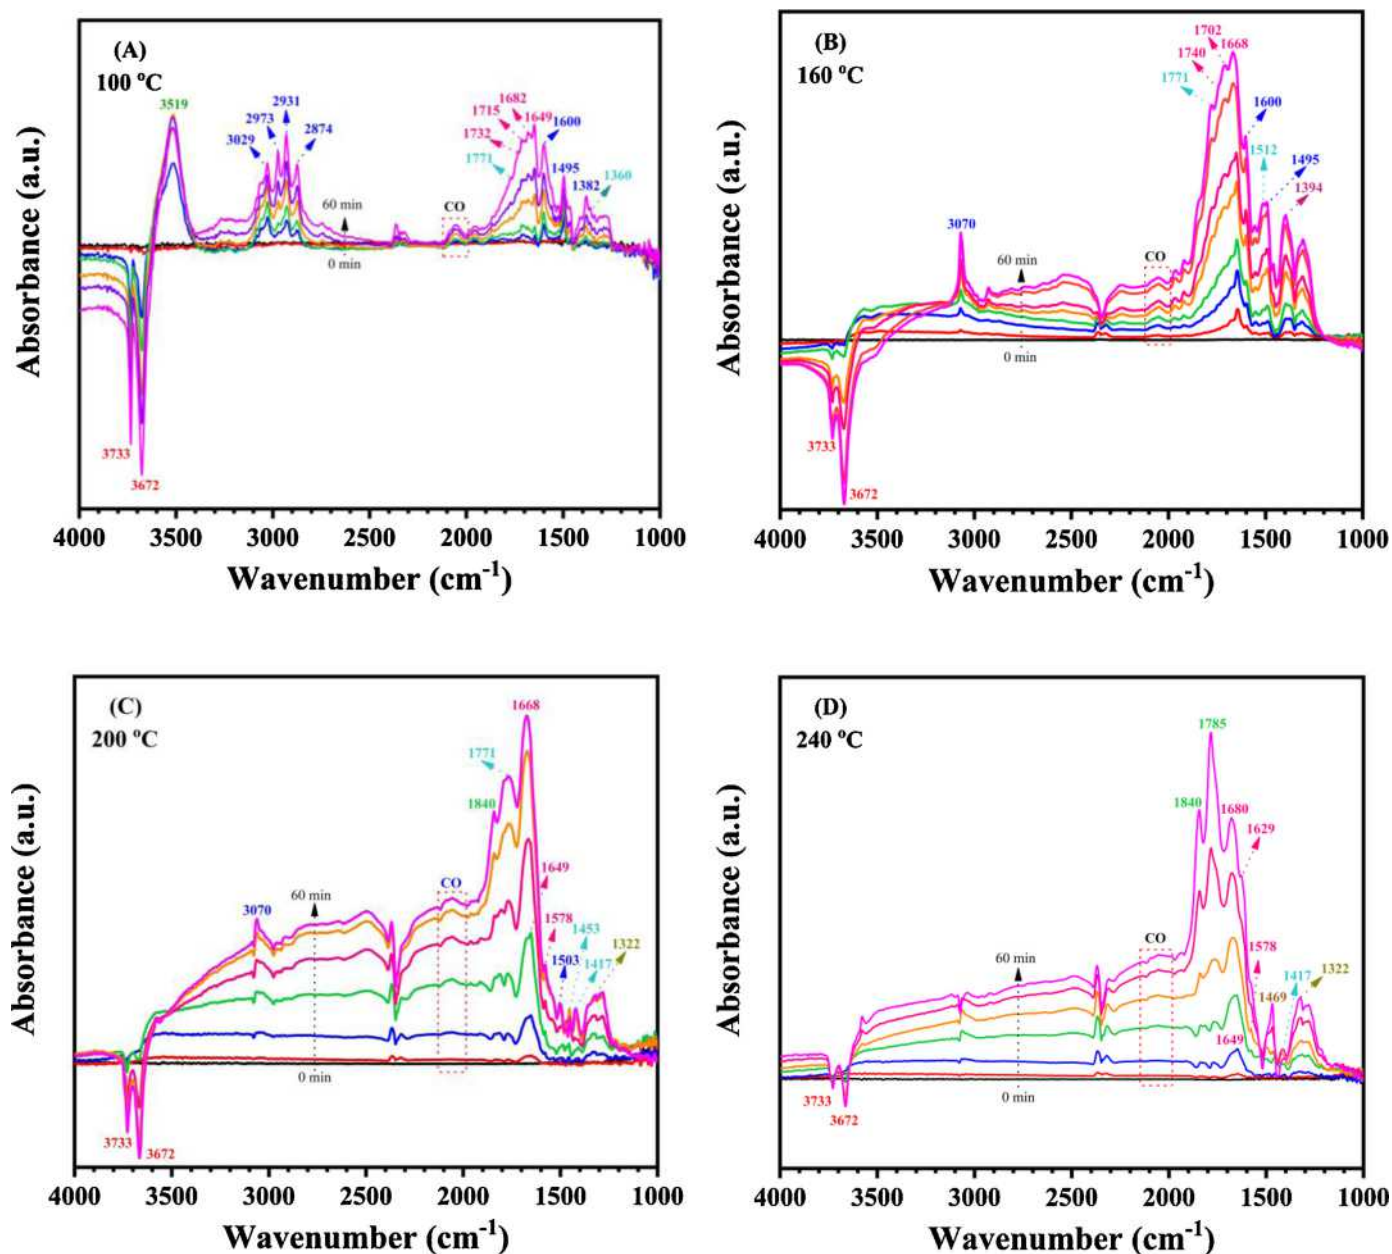 (A)
100 °C
3519
3029
2973
2931
2874
60 min
0 min
CO
1771
1732
1715
1682
1649
1600
1495
1382
1360
3733
3672
4000 3500 3000 2500 2000 1500 1000
Wavenumber (cm-1)
Absorbance (a.u.)
(B)
160 °C
3070
60 min
0 min
CO
1771
1740
1702
1668
1600
1512
1495
1394
3733
3672
4000 3500 3000 2500 2000 1500 1000
Wavenumber (cm-1)
Absorbance (a.u.)
(C)
200 °C
3070
60 min
0 min
CO
1840
1771
1668
1649
1578
1503
1453
1417
1322
3733
3672
4000 3500 3000 2500 2000 1500 1000
Wavenumber (cm-1)
Absorbance (a.u.)
(D)
240 °C
60 min
0 min
CO
1840
1785
1680
1629
1649
1578
1469
1417
1322
3733
3672
4000 3500 3000 2500 2000 1500 1000
Wavenumber (cm-1)
Absorbance (a.u.)